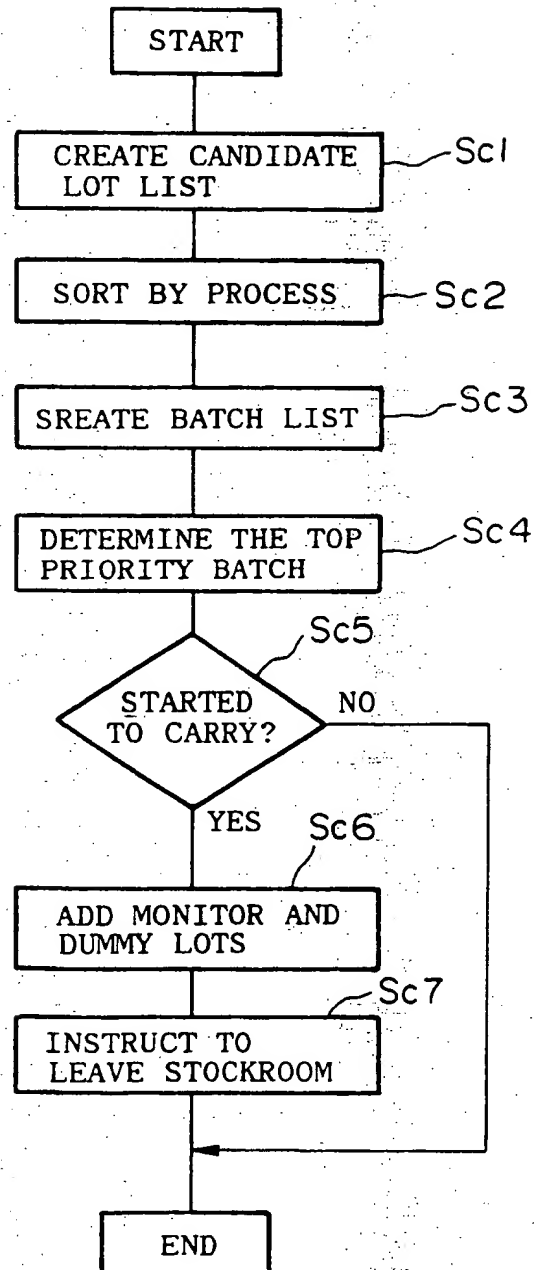 START
CREATE CANDIDATE
LOT LIST
Sc1
SORT BY PROCESS
Sc2
SREATE BATCH LIST
Sc3
DETERMINE THE TOP
PRIORITY BATCH
Sc4
Sc5
STARTED
TO CARRY?
NO
YES
Sc6
ADD MONITOR AND
DUMMY LOTS
Sc7
INSTRUCT TO
LEAVE STOCKROOM
END